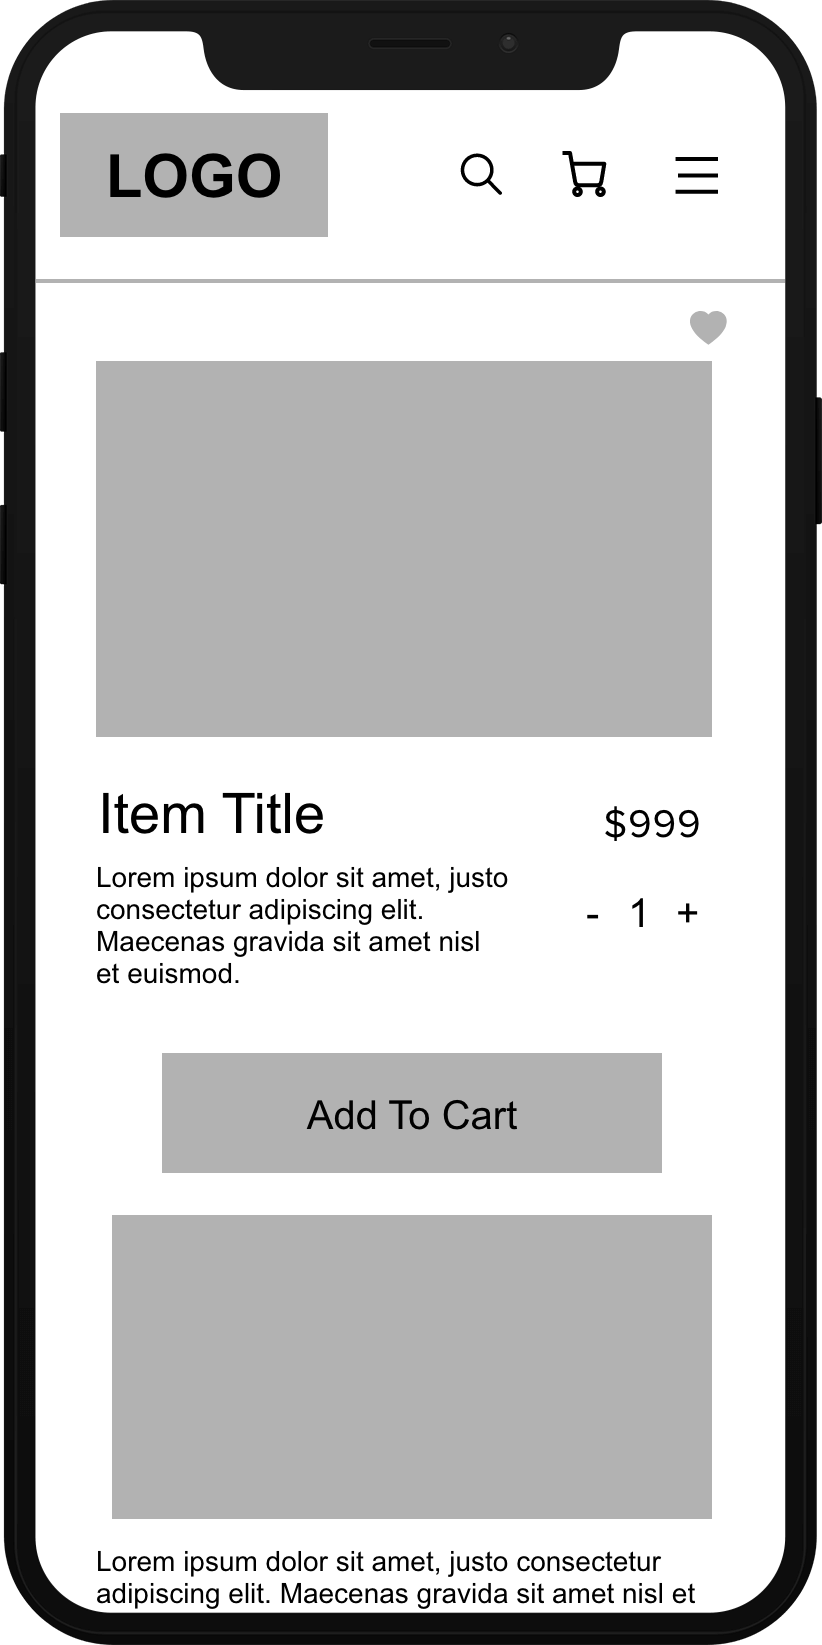 LOGO
Item Title
$999
Lorem ipsum dolor sit amet, justo
consectetur adipiscing elit.
Maecenas gravida sit amet nisl
et euismod.
- 1 +
Add To Cart
Lorem ipsum dolor sit amet, justo consectetur
adipiscing elit. Maecenas gravida sit amet nisl et